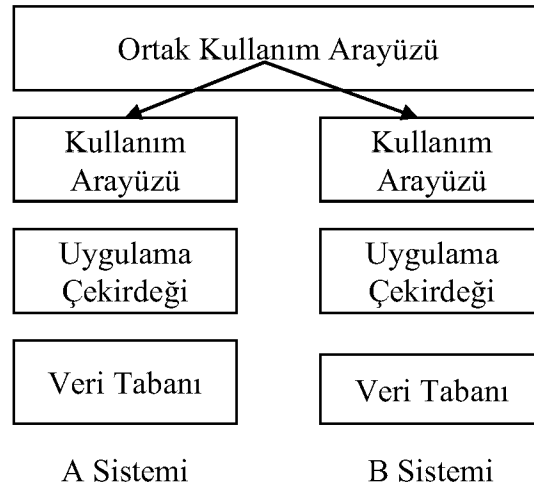 Ortak Kullanım Arayüzü
Kullanım
Arayüzü
Kullanım
Arayüzü
Uygulama
Çekirdeği
Uygulama
Çekirdeği
Veri Tabanı
Veri Tabanı
A Sistemi
B Sistemi